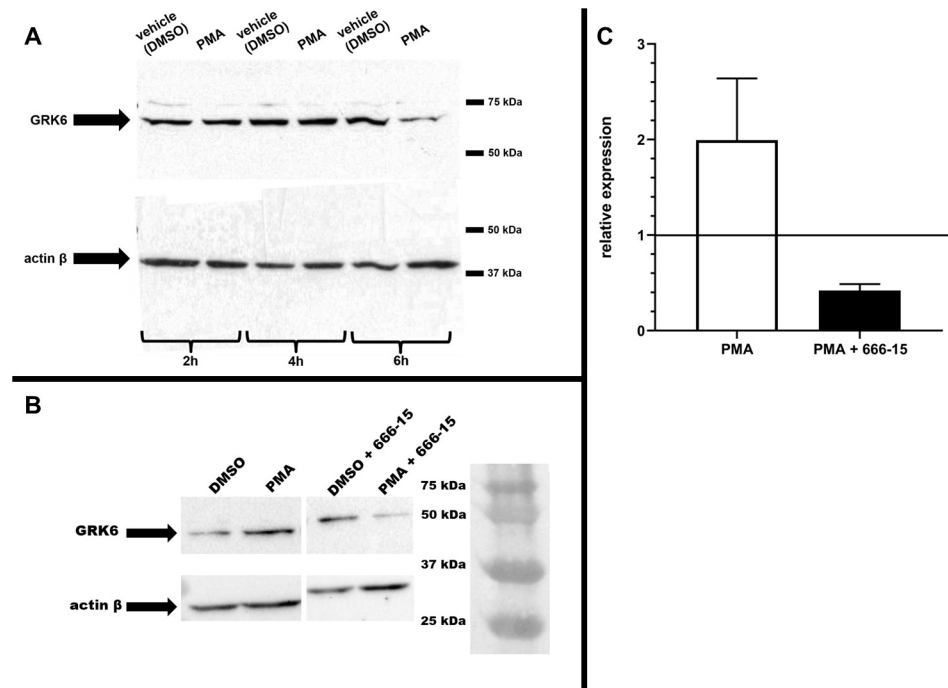 A
vehicle
(DMSO)
PMA
vehicle
(DMSO)
PMA
vehicle
(DMSO)
PMA
GRK6
75 kDa
50 kDa
actin β
50 kDa
37 kDa
2h
4h
6h
B
DMSO
PMA
DMSO + 666-15
PMA + 666-15
GRK6
actin β
75 kDa
50 kDa
37 kDa
25 kDa
C
relative expression
3
2
1
0
PMA
PMA + 666-15